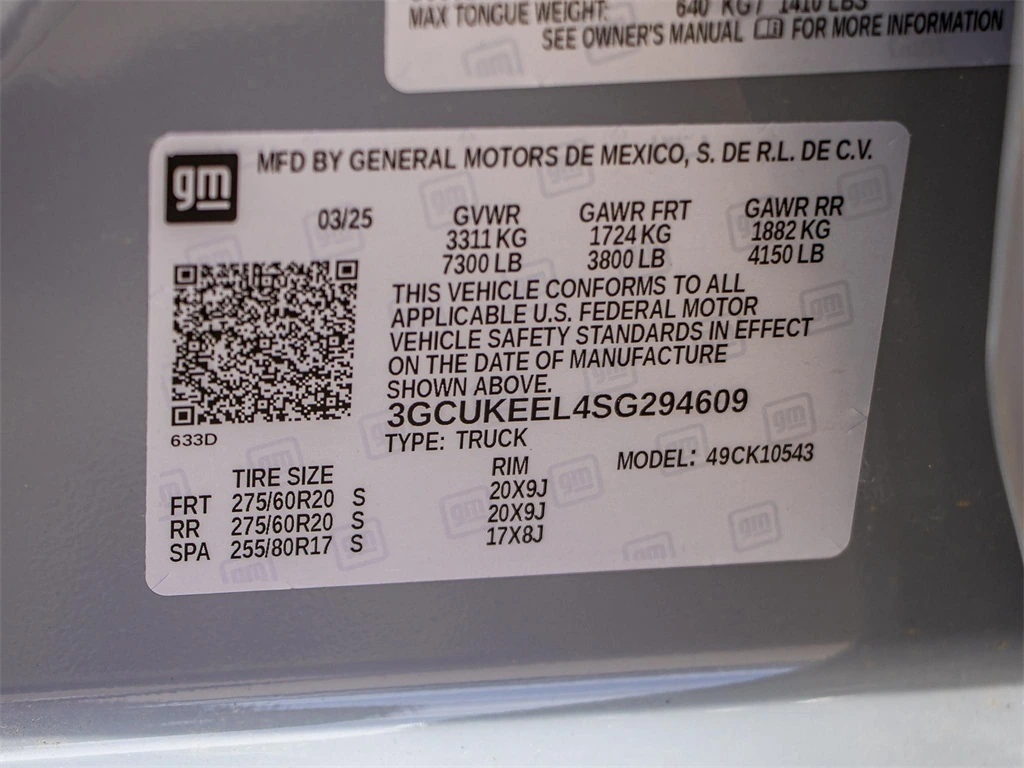 MAX TONGUE WEIGHT: 640 KG / 1410 LBS
SEE OWNER'S MANUAL FOR MORE INFORMATION
gm
MFD BY GENERAL MOTORS DE MEXICO, S. DE R.L. DE C.V.
03/25 GVWR GAWR FRT GAWR RR
3311 KG 1724 KG 1882 KG
7300 LB 3800 LB 4150 LB
THIS VEHICLE CONFORMS TO ALL
APPLICABLE U.S. FEDERAL MOTOR
VEHICLE SAFETY STANDARDS IN EFFECT
ON THE DATE OF MANUFACTURE
SHOWN ABOVE.
3GCUKEEL4SG294609
633D
TYPE: TRUCK
MODEL: 49CK10543
TIRE SIZE RIM
FRT 275/60R20 S 20X9J
RR 275/60R20 S 20X9J
SPA 255/80R17 S 17X8J